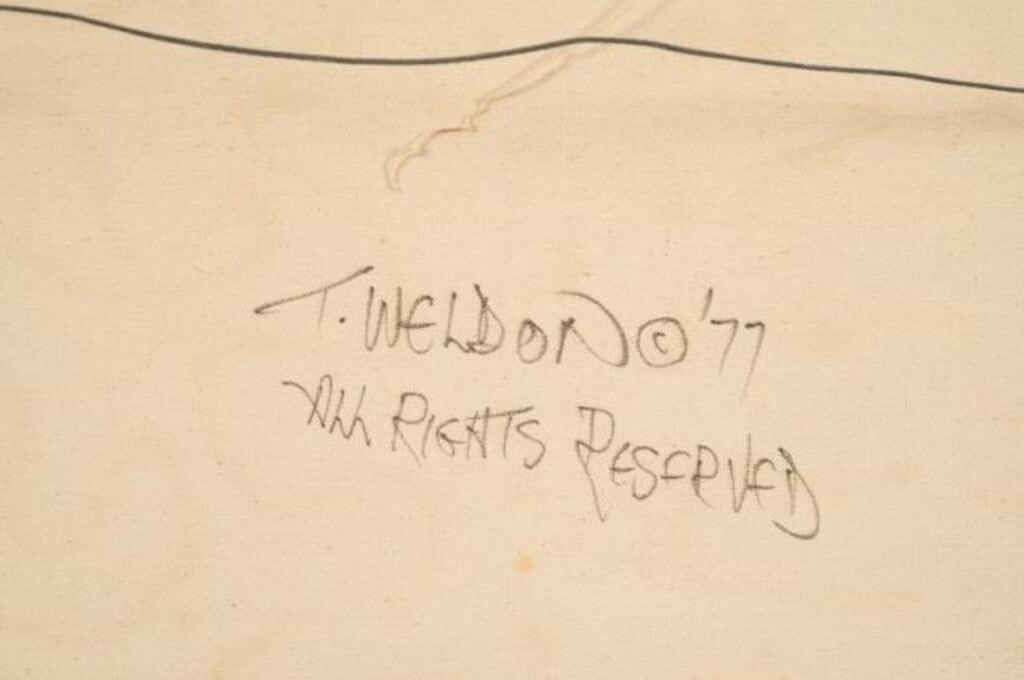 T. WELDON © '77
ALL RIGHTS RESERVED